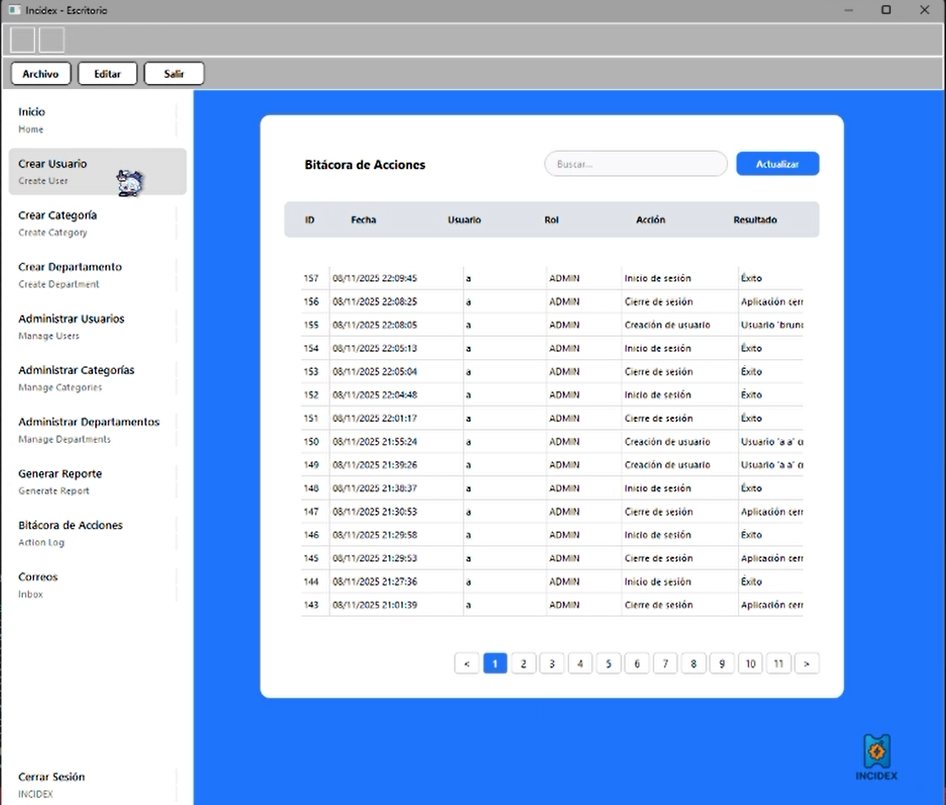 Incidex - Escritorio
Archivo Editar Salir
Inicio
Home
Crear Usuario
Create User
Crear Categoría
Create Category
Crear Departamento
Create Department
Administrar Usuarios
Manage Users
Administrar Categorías
Manage Categories
Administrar Departamentos
Manage Departments
Generar Reporte
Generate Report
Bitácora de Acciones
Action Log
Correos
Inbox
Cerrar Sesión
INCIDEX
Bitácora de Acciones Buscar... Actualizar
ID Fecha Usuario Rol Acción Resultado
157 08/11/2025 22:09:45 a ADMIN Inicio de sesión Éxito
156 08/11/2025 22:08:25 a ADMIN Cierre de sesión Aplicación cerr
155 08/11/2025 22:08:05 a ADMIN Creación de usuario Usuario 'brunc
154 08/11/2025 22:05:13 a ADMIN Inicio de sesión Éxito
153 08/11/2025 22:05:04 a ADMIN Cierre de sesión Éxito
152 08/11/2025 22:04:48 a ADMIN Inicio de sesión Éxito
151 08/11/2025 22:01:17 a ADMIN Cierre de sesión Éxito
150 08/11/2025 21:55:24 a ADMIN Creación de usuario Usuario 'a a' c
149 08/11/2025 21:39:26 a ADMIN Creación de usuario Usuario 'a a' c
148 08/11/2025 21:38:37 a ADMIN Inicio de sesión Éxito
147 08/11/2025 21:30:53 a ADMIN Cierre de sesión Aplicación cerr
146 08/11/2025 21:29:58 a ADMIN Inicio de sesión Éxito
145 08/11/2025 21:29:53 a ADMIN Cierre de sesión Aplicación cerr
144 08/11/2025 21:27:36 a ADMIN Inicio de sesión Éxito
143 08/11/2025 21:01:39 a ADMIN Cierre de sesión Aplicación cerr
< 1 2 3 4 5 6 7 8 9 10 11 >
INCIDEX